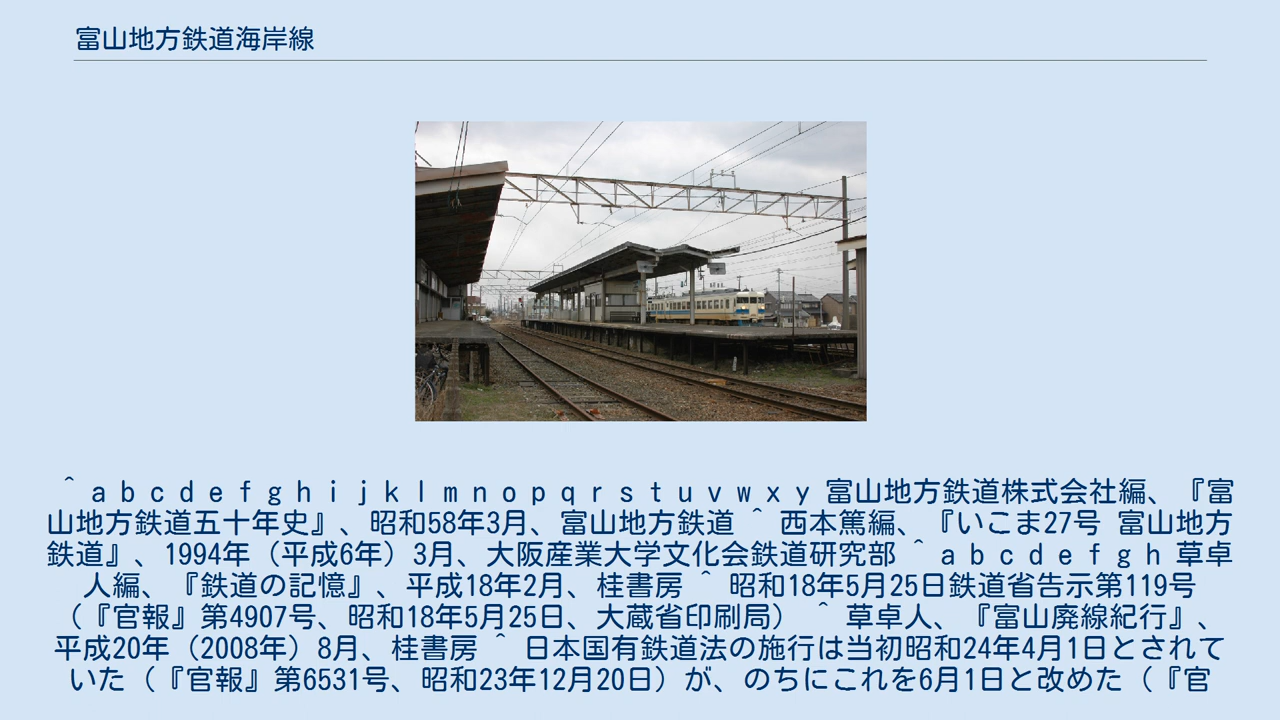 富山地方鉄道海岸線
^ a b c d e f g h i j k l m n o p q r s t u v w x y 富山地方鉄道株式会社編、『富
山地方鉄道五十年史』、昭和58年3月、富山地方鉄道 ^ 西本篤編、『いこま27号 富山地方
鉄道』、1994年（平成6年）3月、大阪産業大学文化会鉄道研究部 ^ a b c d e f g h 草卓
人編、『鉄道の記憶』、平成18年2月、桂書房 ^ 昭和18年5月25日鉄道省告示第119号
（『官報』第4907号、昭和18年5月25日、大蔵省印刷局） ^ 草卓人、『富山廃線紀行』、
平成20年（2008年）8月、桂書房 ^ 日本国有鉄道法の施行は当初昭和24年4月1日とされて
いた（『官報』第6531号、昭和23年12月20日）が、のちにこれを6月1日と改めた（『官